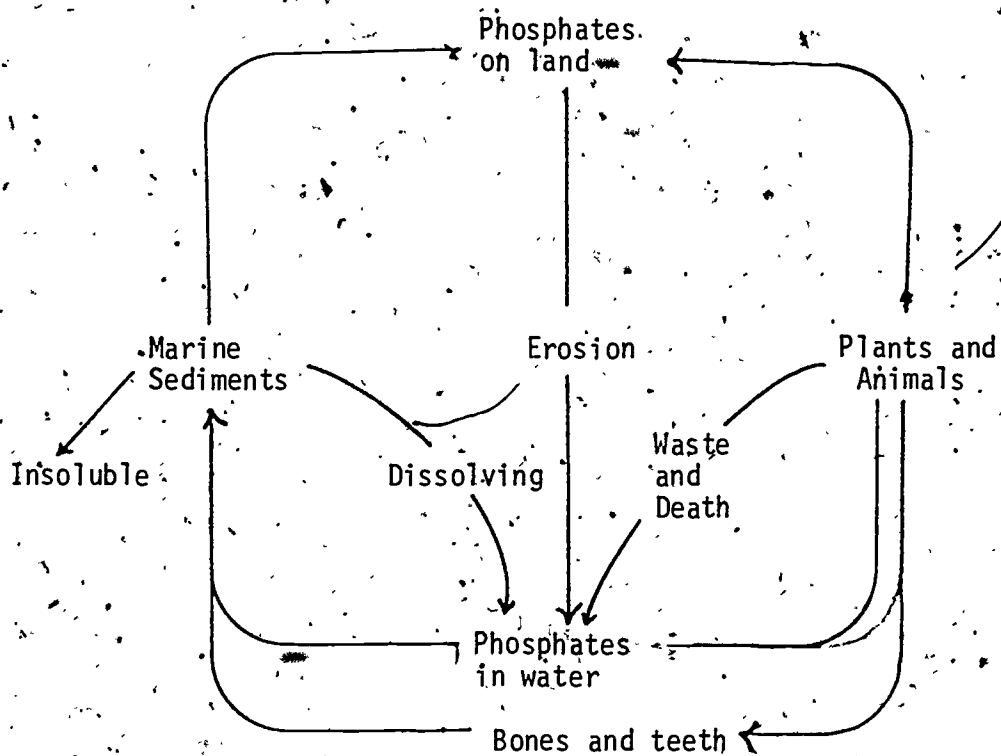 Phosphates
on land
Marine
Sediments
Erosion
Plants and
Animals
Insoluble
Dissolving
Waste
and
Death
Phosphates
in water
Bones and teeth